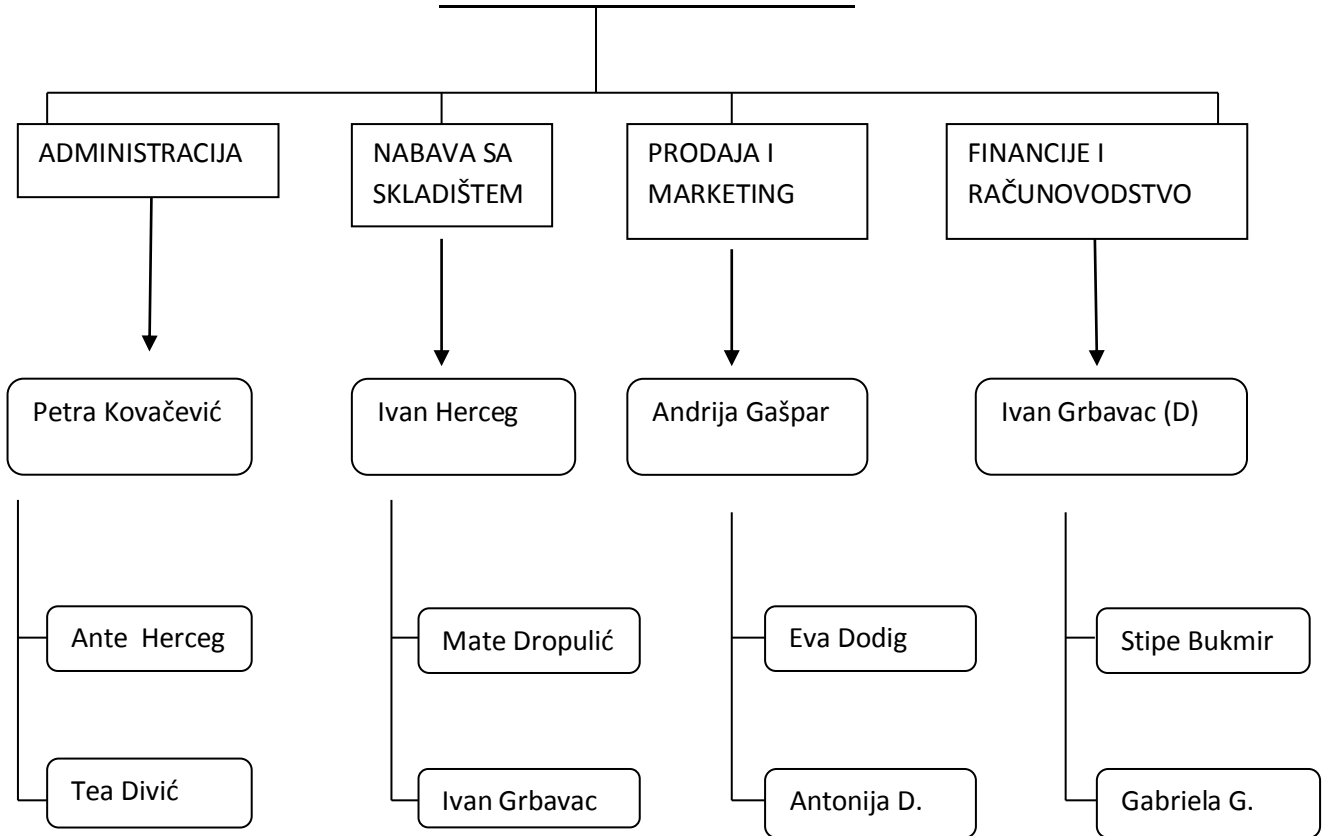 ADMINISTRACIJA
NABAVA SA
SKLADIŠTEM
PRODAJA I
MARKETING
FINANCIJE I
RAČUNOVODSTVO
Petra Kovačević
Ivan Herceg
Andrija Gašpar
Ivan Grbavac (D)
Ante Herceg
Mate Dropulić
Eva Dodig
Stipe Bukmir
Tea Divić
Ivan Grbavac
Antonija D.
Gabriela G.